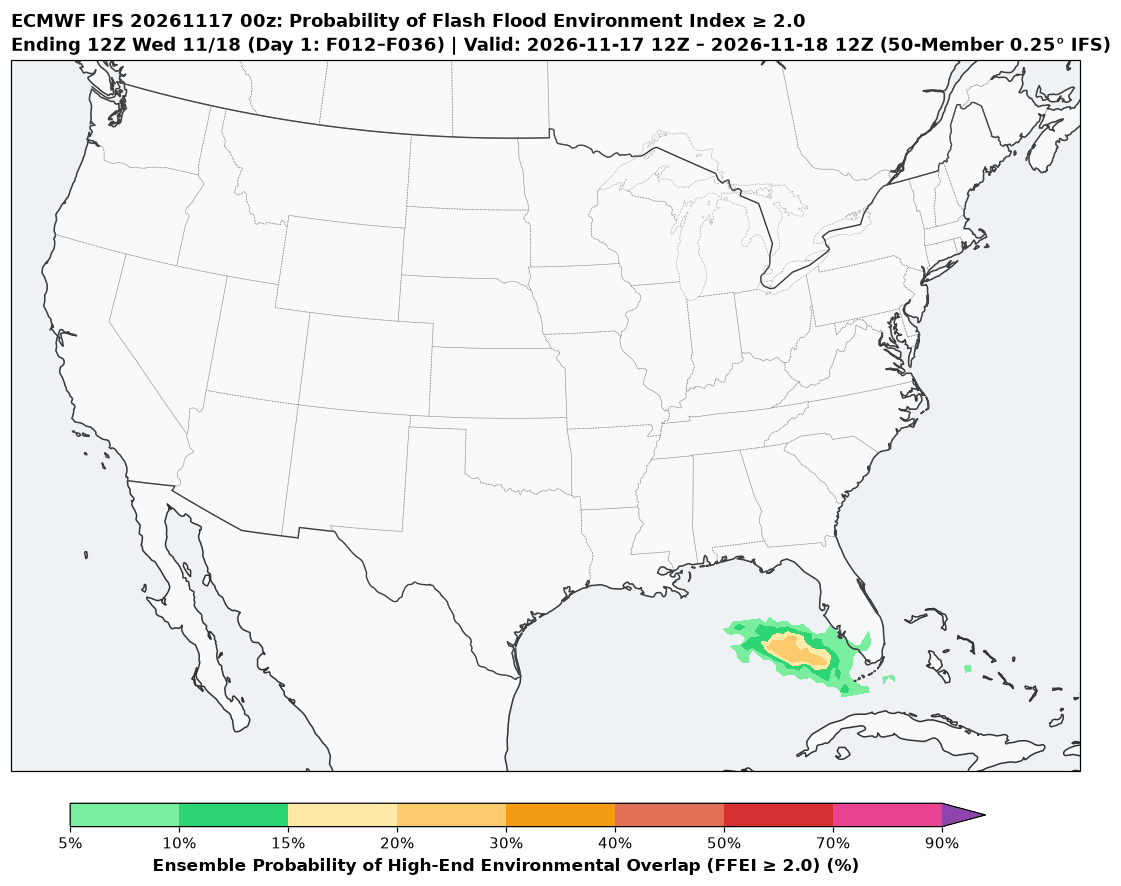 ECMWF IFS 20261117 00z: Probability of Flash Flood Environment Index ≥ 2.0
Ending 12Z Wed 11/18 (Day 1: F012–F036) | Valid: 2026-11-17 12Z – 2026-11-18 12Z (50-Member 0.25° IFS)
5% 10% 15% 20% 30% 40% 50% 70% 90%
Ensemble Probability of High-End Environmental Overlap (FFEI ≥ 2.0) (%)